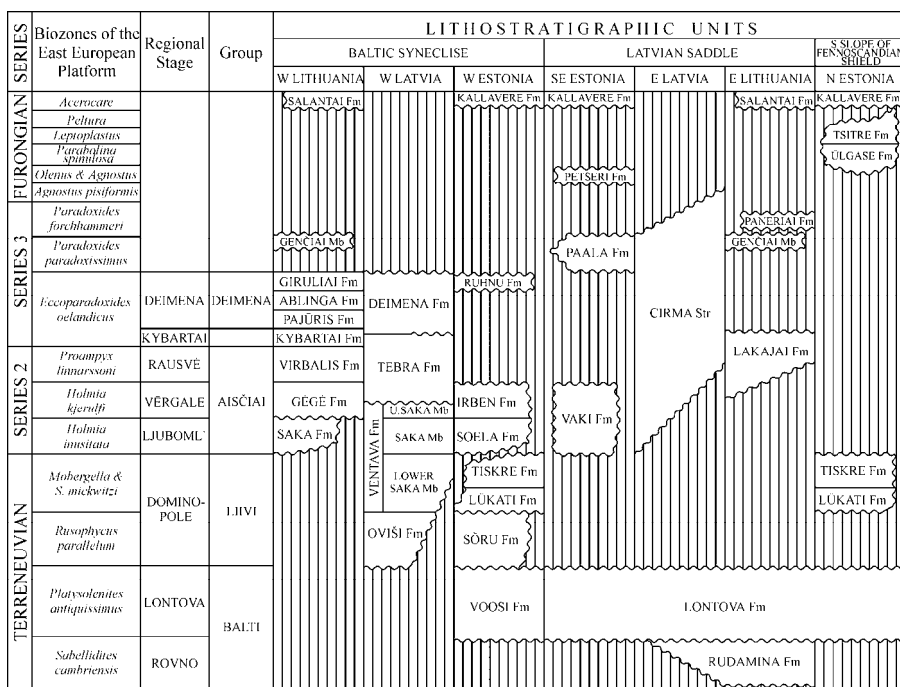 LITHOSTRATIGRAPHIC UNITS
SERIES
Biozones of the
East European
Platform
Regional
Stage
Group
BALTIC SYNECLISE
LATVIAN SADDLE
S SLOPE OF
FENNOSCANDIAN
SHIELD
W LITHUANIA
W LATVIA
W ESTONIA
SE ESTONIA
E LATVIA
E LITHUANIA
N ESTONIA
FURONGIAN
Acerocare
SALANTAI Fm
KALLAVERE Fm
KALLAVERE Fm
SALANTAI Fm
KALLAVERE Fm
Peltura
Leptoplastus
TSITRE Fm
Parabolina
spinulosa
ÜLGASE Fm
Olenus & Agnostus
PETSERI Fm
Agnostus pisiformis
SERIES 3
Paradoxides
forchhammeri
PANERIAI Fm
Paradoxides
paradoxissimus
GENČIAI Mb
PAALA Fm
GENČIAI Mb
Eccoparadoxides
oelandicus
DEIMENA
DEIMENA
GIRULIAI Fm
ABLINGA Fm
PAJŪRIS Fm
DEIMENA Fm
RUHNU Fm
CIRMA Str
KYBARTAI
KYBARTAI Fm
LAKAJAI Fm
SERIES 2
Proampyx
linnarssoni
RAUSVĖ
AISČIAI
VIRBALIS Fm
TEBRA Fm
Holmia
kjerulfi
VĖRGALE
GĖGĖ Fm
U.SAKA Mb
IRBEN Fm
VAKI Fm
Holmia
inusitata
LJUBOML'
SAKA Fm
VENTAVA Fm
SAKA Mb
SOELA Fm
TERRENEUVIAN
Mobergella &
S. mickwitzi
DOMINO-
POLE
LIIVI
LOWER
SAKA Mb
TISKRE Fm
TISKRE Fm
LÜKATI Fm
LÜKATI Fm
Rusophycus
parallelum
OVIŠI Fm
SÕRU Fm
Platysolenites
antiquissimus
LONTOVA
BALTI
VOOSI Fm
LONTOVA Fm
Sabellidites
cambriensis
ROVNO
RUDAMINA Fm